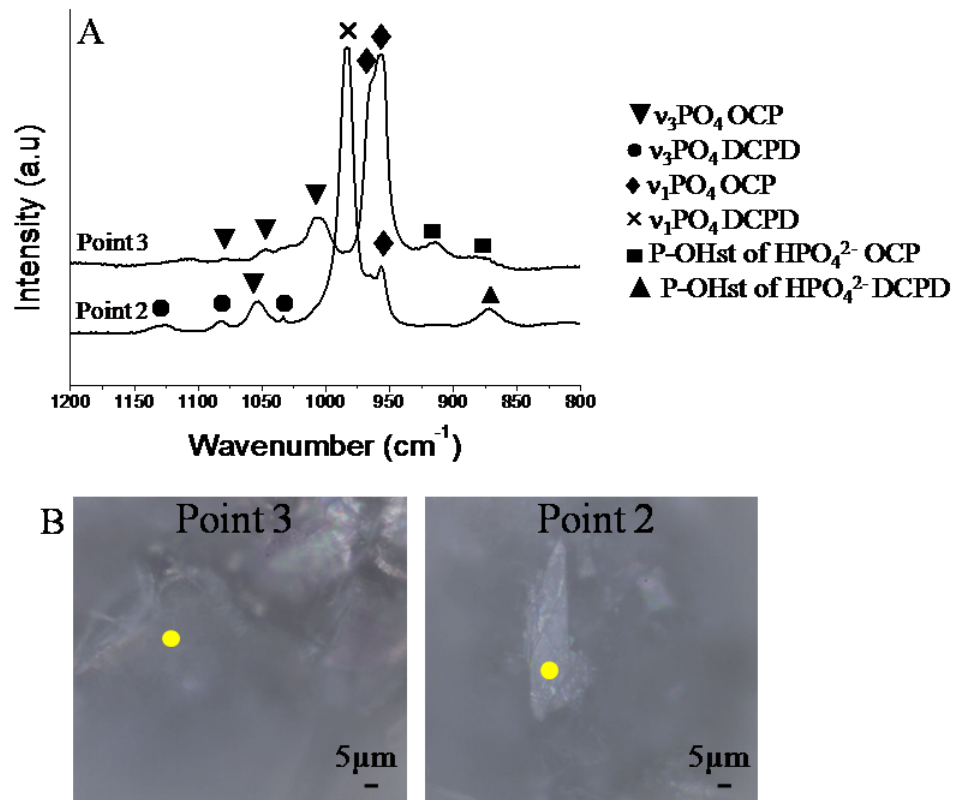 A
Intensity (a.u)
Point 3
Point 2
1200 1150 1100 1050 1000 950 900 850 800
Wavenumber (cm⁻¹)
▼ ν₃PO₄ OCP
● ν₃PO₄ DCPD
◆ ν₁PO₄ OCP
× ν₁PO₄ DCPD
■ P-OHst of HPO₄²⁻ OCP
▲ P-OHst of HPO₄²⁻ DCPD
B
Point 3
5µm
Point 2
5µm